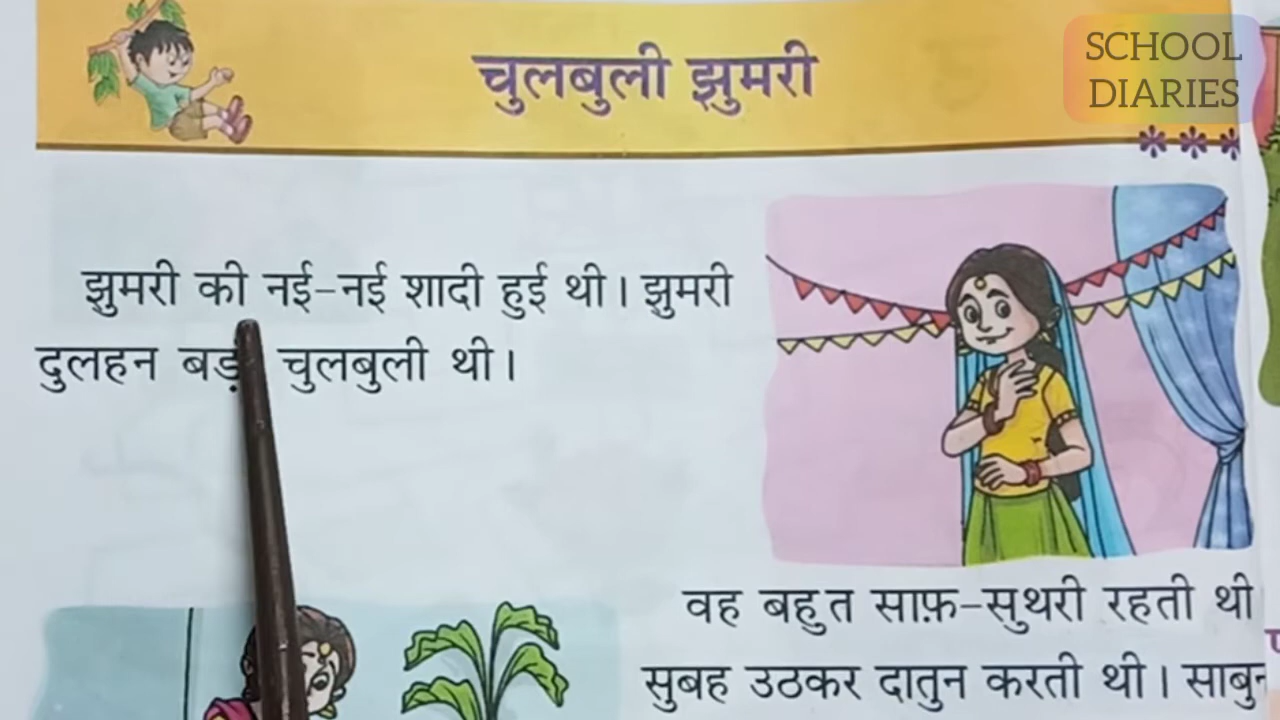 चुलबुली झुमरी
SCHOOL
DIARIES
झुमरी की नई-नई शादी हुई थी। झुमरी
दुलहन चुलबुली थी।
वह बहुत साफ़-सुथरी रहती थी
सुबह उठकर दातुन करती थी।